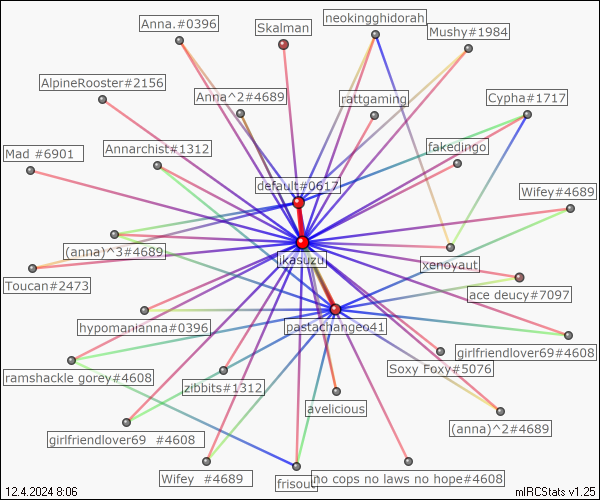 neokingghidorah
Anna.#0396
Skalman
Mushy#1984
AlpineRooster#2156
Anna^2#4689
rattgaming
Cypha#1717
Mad #6901
Annarchist#1312
fakedingo
default#0617
Wifey#4689
(anna)^3#4689
jikasuzu
xenoyaut
Toucan#2473
ace deucy#7097
hypomanianna#0396
pastachangeo41
girlfriendlover69#4608
Soxy Foxy#5076
ramshackle gorey#4608
zibbits#1312
avelicious
(anna)^2#4689
girlfriendlover69 #4608
Wifey #4689
frisout
no cops no laws no hope#4608
12.4.2024 8:06
mIRCStats v1.25